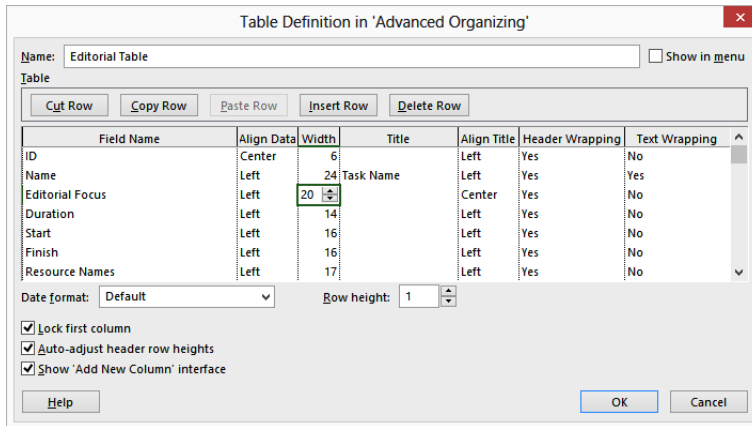 Table Definition in 'Advanced Organizing'
Name: Editorial Table Show in menu
Table
Cut Row Copy Row Paste Row Insert Row Delete Row
Field Name Align Data Width Title Align Title Header Wrapping Text Wrapping
ID Center 6 Left Yes No
Name Left 24 Task Name Left Yes Yes
Editorial Focus Left 20 Center Yes No
Duration Left 14 Left Yes No
Start Left 16 Left Yes No
Finish Left 16 Left Yes No
Resource Names Left 17 Left Yes No
Date format: Default Row height: 1
Lock first column
Auto-adjust header row heights
Show 'Add New Column' interface
Help OK Cancel